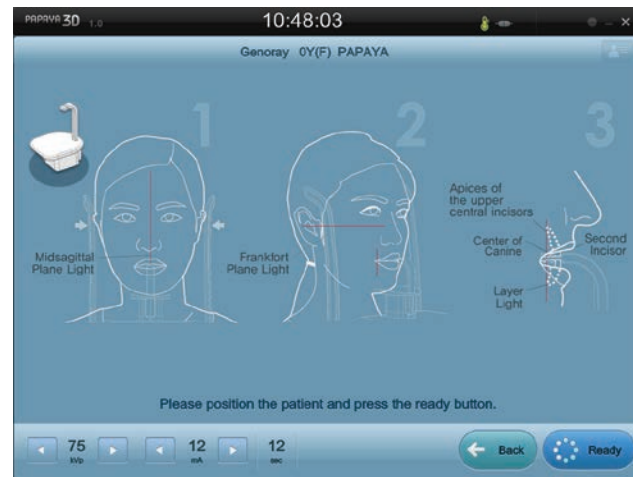 PAPAYA 3D 1.0
10:48:03
Genoray 0Y(F) PAPAYA
1
2
3
Midsagittal
Plane Light
Frankfort
Plane Light
Apices of
the upper
central incisors
Center of
Canine
Second
Incisor
Layer
Light
Please position the patient and press the ready button.
75
kVp
12
mA
12
sec
Back
Ready